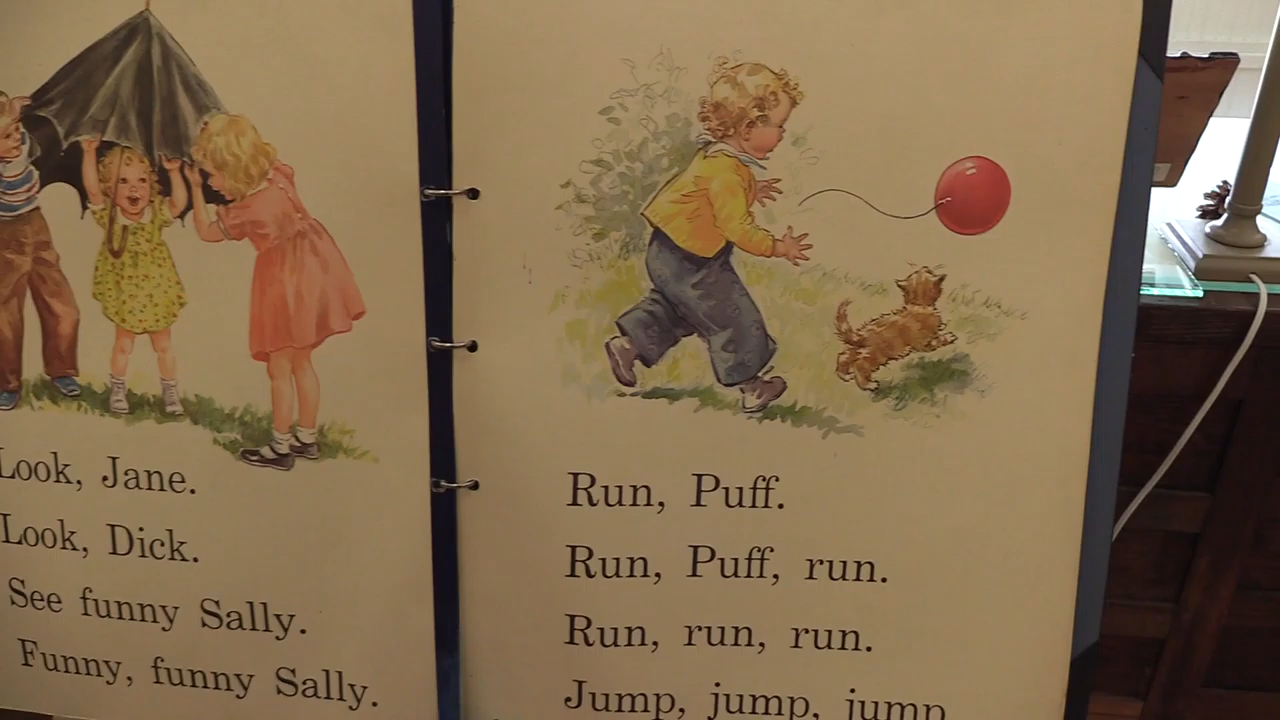 Look, Jane.
Look, Dick.
See funny Sally.
Funny, funny Sally.
Run, Puff.
Run, Puff, run.
Run, run, run.
Jump, jump, jump